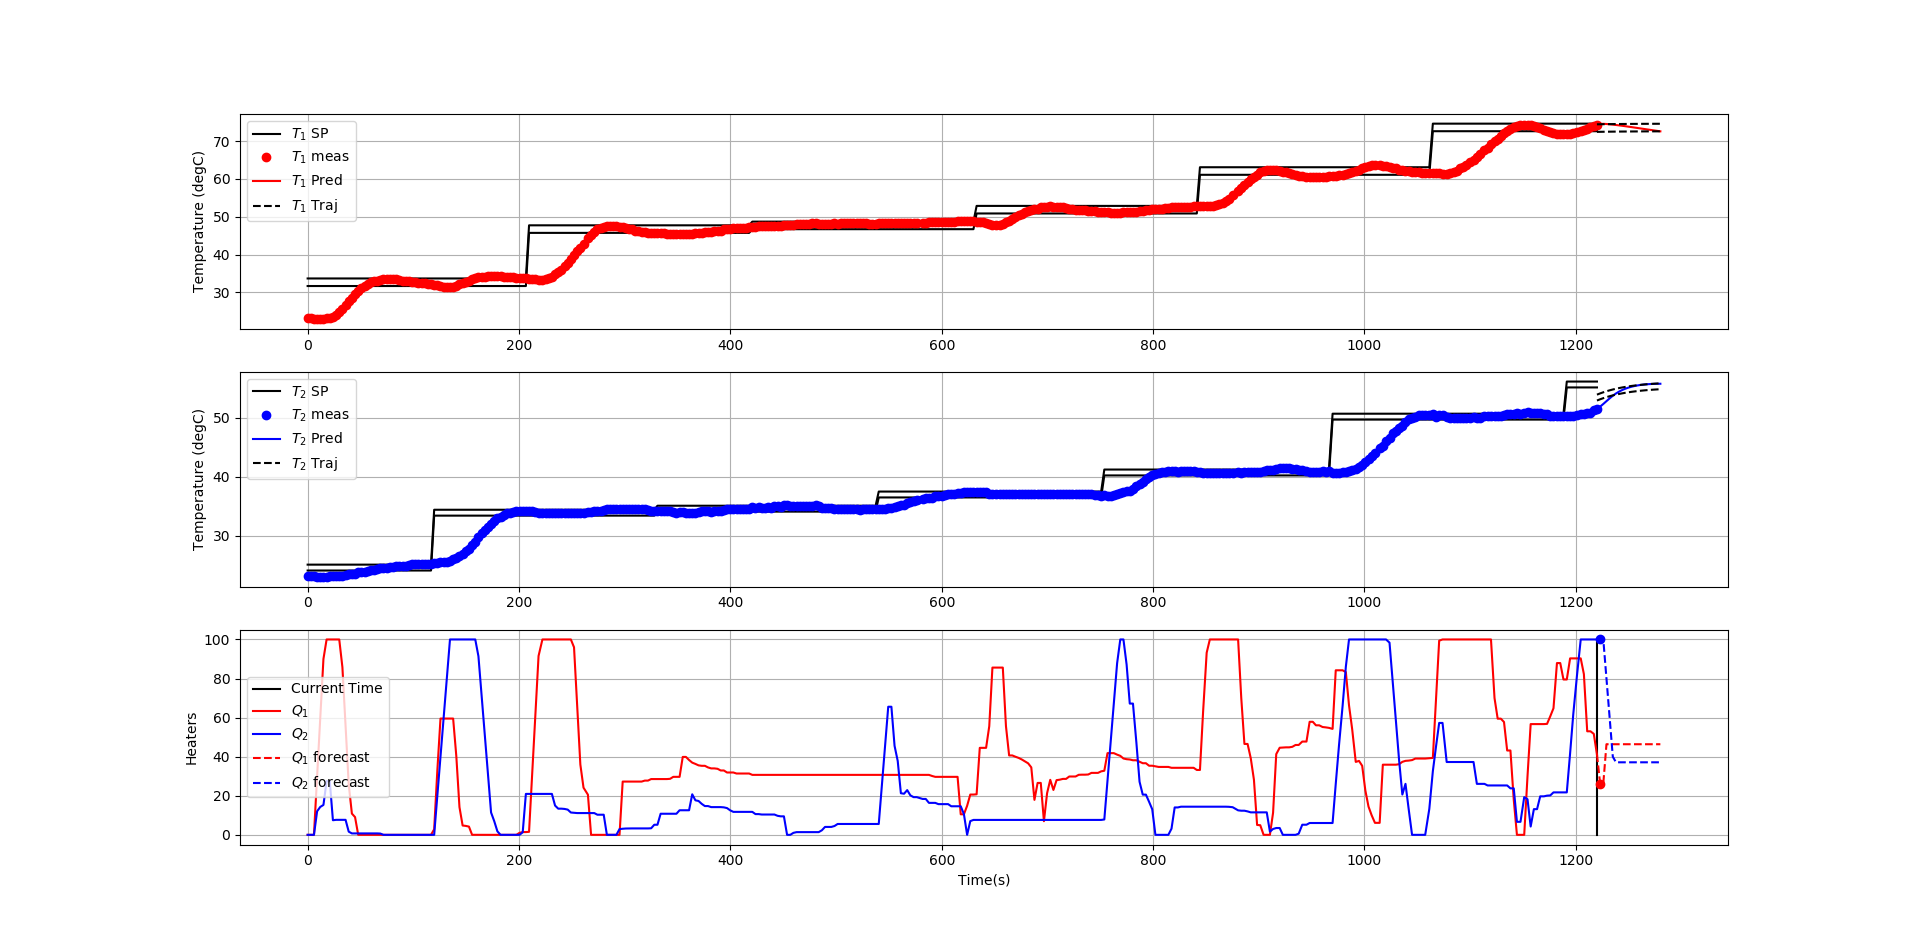 70
60
50
40
30
Temperature (degC)
T1 SP
T1 meas
T1 Pred
T1 Traj
0 200 400 600 800 1000 1200
50
40
30
Temperature (degC)
T2 SP
T2 meas
T2 Pred
T2 Traj
0 200 400 600 800 1000 1200
100
80
60
40
20
0
Heaters
Current Time
Q1
Q2
Q1 forecast
Q2 forecast
0 200 400 600 800 1000 1200
Time(s)